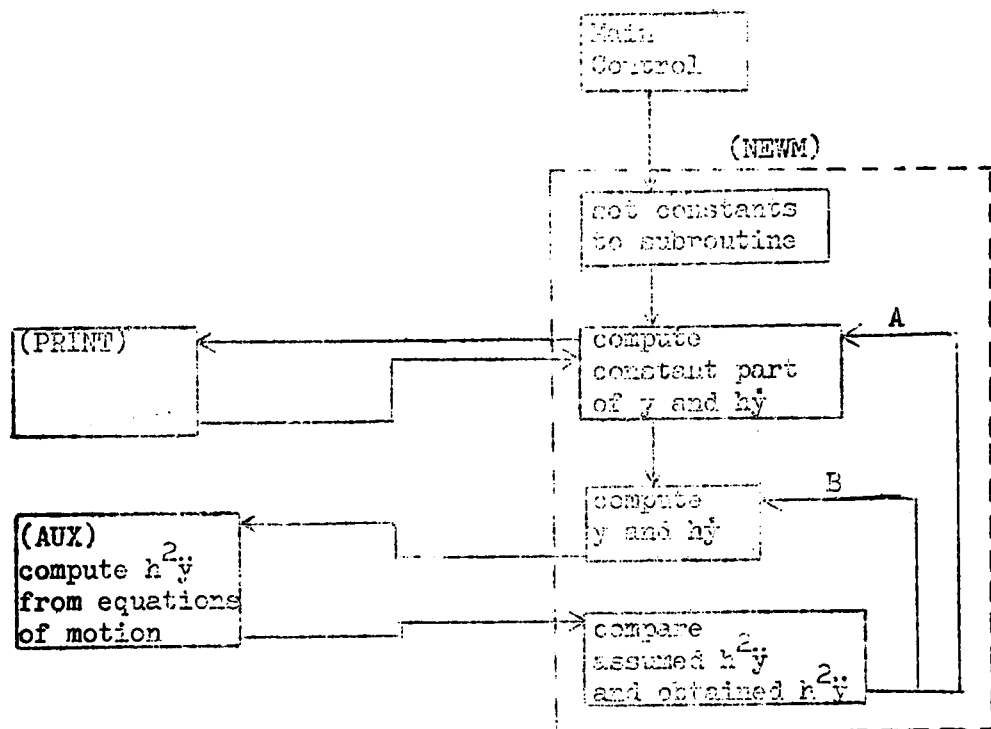 Main
Control
(NEWM)
set constants
to subroutine
A
(PRINT)
compute
constant part
of y and hẏ
B
compute
y and hẏ
(AUX)
compute h²ÿ
from equations
of motion
compare
assumed h²ÿ
and obtained h²ÿ